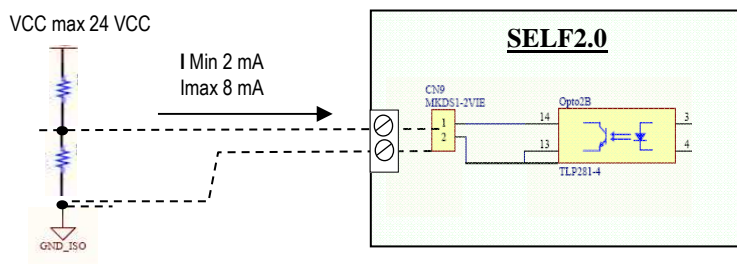 VCC max 24 VCC
I Min 2 mA
Imax 8 mA
GND_ISO
SELF2.0
CN9
MKDS1-2VIE
1
2
Opto2B
14
13
3
4
TLP281-4